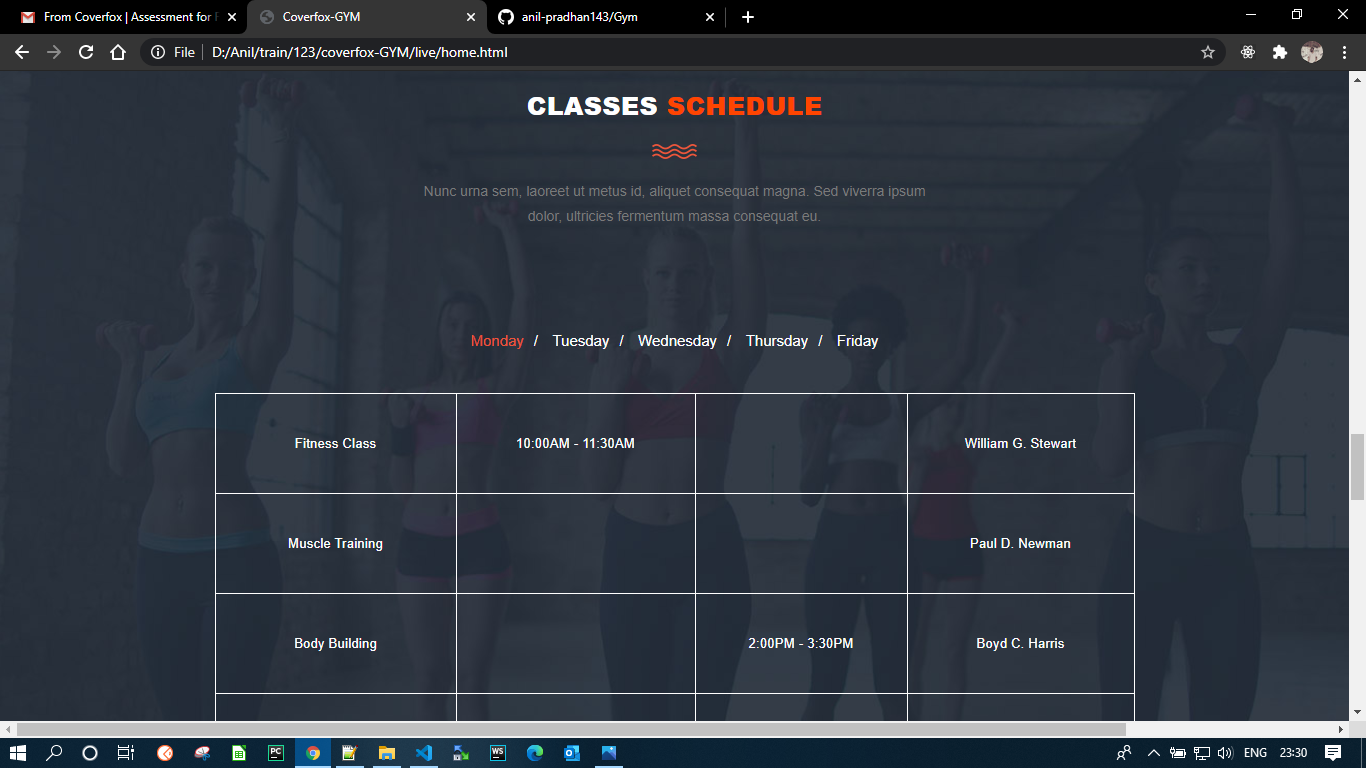 From Coverfox | Assessment for F
Coverfox-GYM
anil-pradhan143/Gym
File
D:/Anil/train/123/coverfox-GYM/live/home.html
CLASSES SCHEDULE
Nunc urna sem, laoreet ut metus id, aliquet consequat magna. Sed viverra ipsum
dolor, ultricies fermentum massa consequat eu.
Monday / Tuesday / Wednesday / Thursday / Friday
Fitness Class 10:00AM - 11:30AM William G. Stewart
Muscle Training Paul D. Newman
Body Building 2:00PM - 3:30PM Boyd C. Harris
PC
WS
ENG
23:30